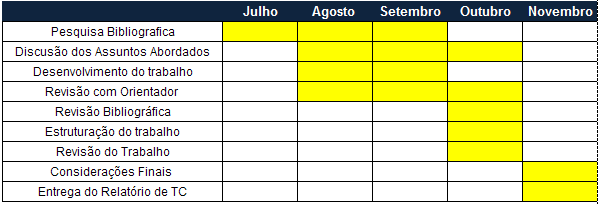 Julho Agosto Setembro Outubro Novembro
Pesquisa Bibliografica
Discusão dos Assuntos Abordados
Desenvolvimento do trabalho
Revisão com Orientador
Revisão Bibliográfica
Estruturação do trabalho
Revisão do Trabalho
Considerações Finais
Entrega do Relatório de TC